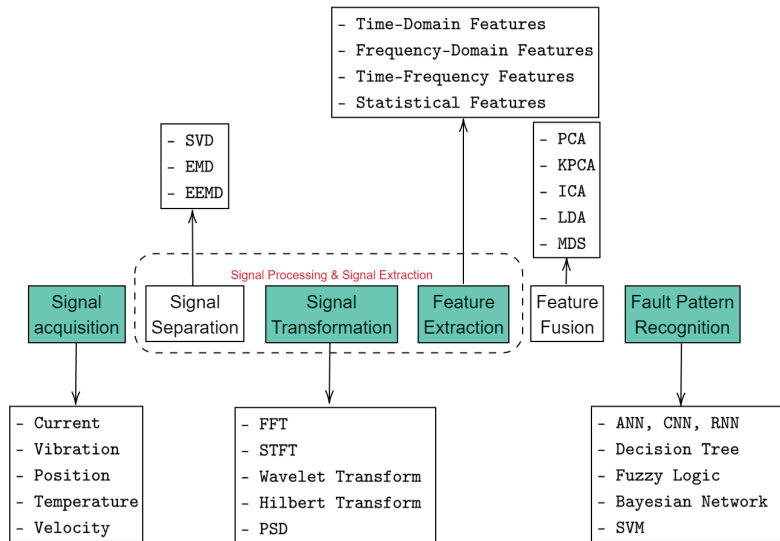 - Time-Domain Features
- Frequency-Domain Features
- Time-Frequency Features
- Statistical Features
- SVD
- EMD
- EEMD
- PCA
- KPCA
- ICA
- LDA
- MDS
Signal Processing & Signal Extraction
Signal
acquisition
Signal
Separation
Signal
Transformation
Feature
Extraction
Feature
Fusion
Fault Pattern
Recognition
- Current
- Vibration
- Position
- Temperature
- Velocity
- FFT
- STFT
- Wavelet Transform
- Hilbert Transform
- PSD
- ANN, CNN, RNN
- Decision Tree
- Fuzzy Logic
- Bayesian Network
- SVM